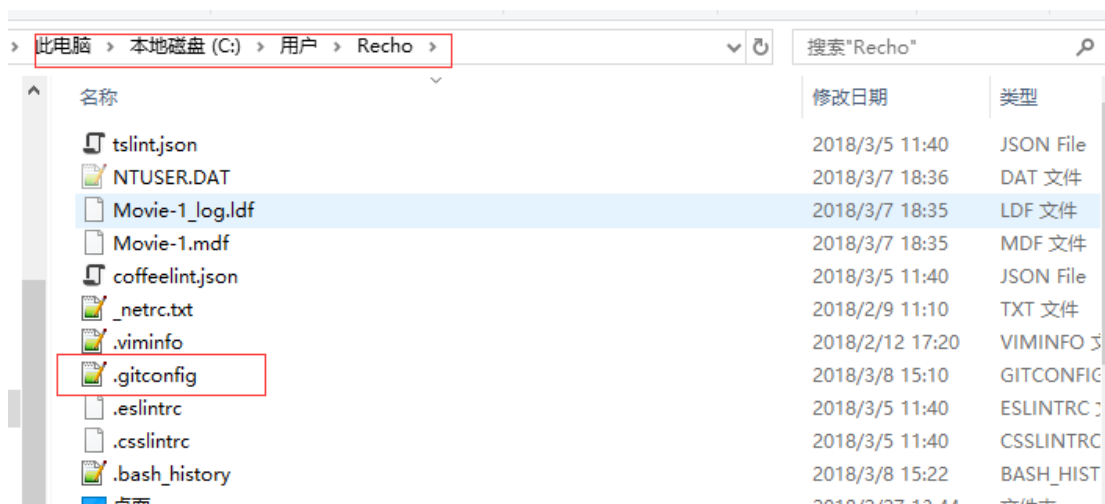 此电脑 › 本地磁盘 (C:) › 用户 › Recho ›
搜索"Recho"
名称 修改日期 类型
tslint.json 2018/3/5 11:40 JSON File
NTUSER.DAT 2018/3/7 18:36 DAT 文件
Movie-1_log.ldf 2018/3/7 18:35 LDF 文件
Movie-1.mdf 2018/3/7 18:35 MDF 文件
coffeelint.json 2018/3/5 11:40 JSON File
_netrc.txt 2018/2/9 11:10 TXT 文件
.viminfo 2018/2/12 17:20 VIMINFO
.gitconfig 2018/3/8 15:10 GITCONFIG
.eslintrc 2018/3/5 11:40 ESLINTRC
.csslintrc 2018/3/5 11:40 CSSLINTRC
.bash_history 2018/3/8 15:22 BASH_HIST